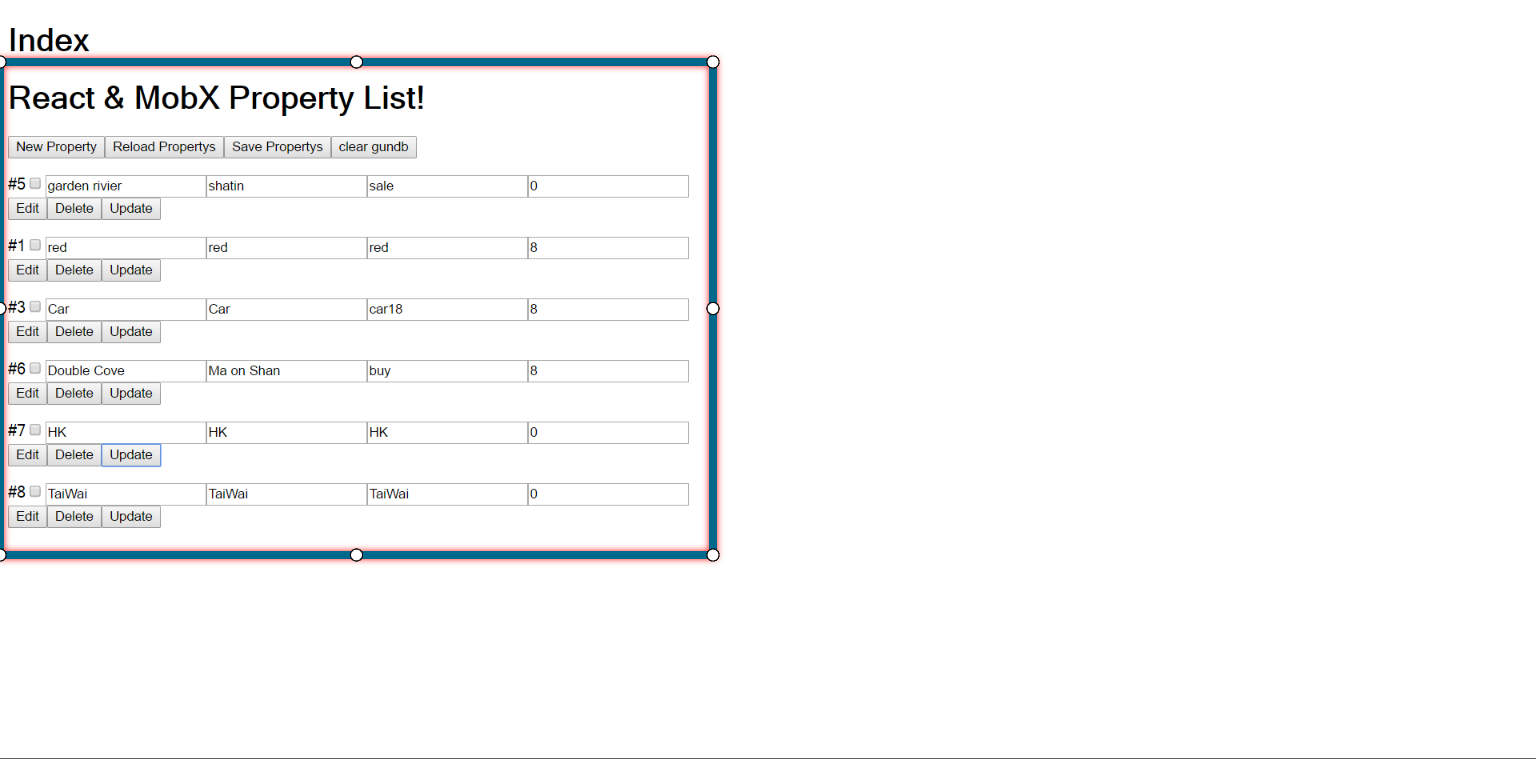 Index
React & MobX Property List!
New Property Reload Propertys Save Propertys clear gundb
#5 garden rivier shatin sale 0
Edit Delete Update
#1 red red red 8
Edit Delete Update
#3 Car Car car18 8
Edit Delete Update
#6 Double Cove Ma on Shan buy 8
Edit Delete Update
#7 HK HK HK 0
Edit Delete Update
#8 TaiWai TaiWai TaiWai 0
Edit Delete Update